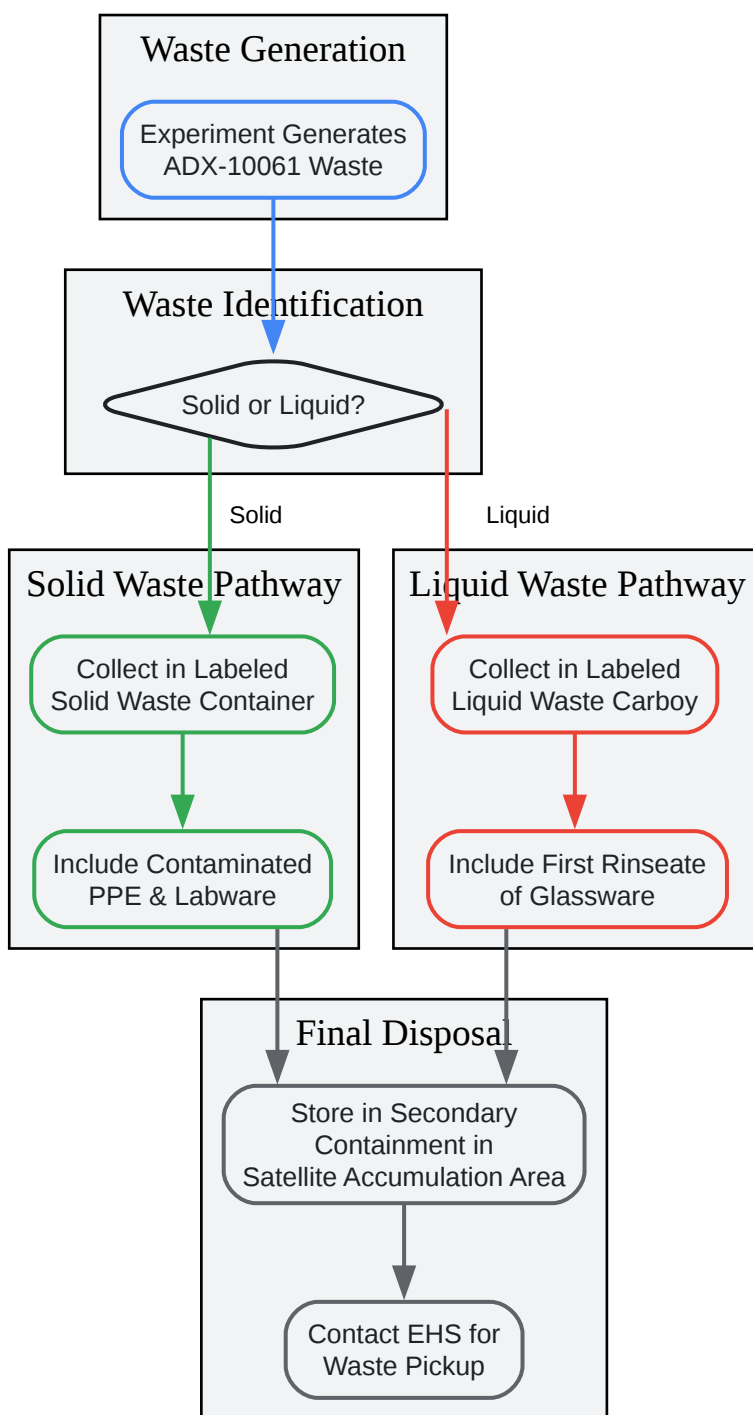 Waste Generation
Experiment Generates
ADX-10061 Waste
Waste Identification
Solid or Liquid?
Solid
Liquid
Solid Waste Pathway
Collect in Labeled
Solid Waste Container
Include Contaminated
PPE & Labware
Liquid Waste Pathway
Collect in Labeled
Liquid Waste Carboy
Include First Rinseate
of Glassware
Final Disposal
Store in Secondary
Containment in
Satellite Accumulation Area
Contact EHS for
Waste Pickup